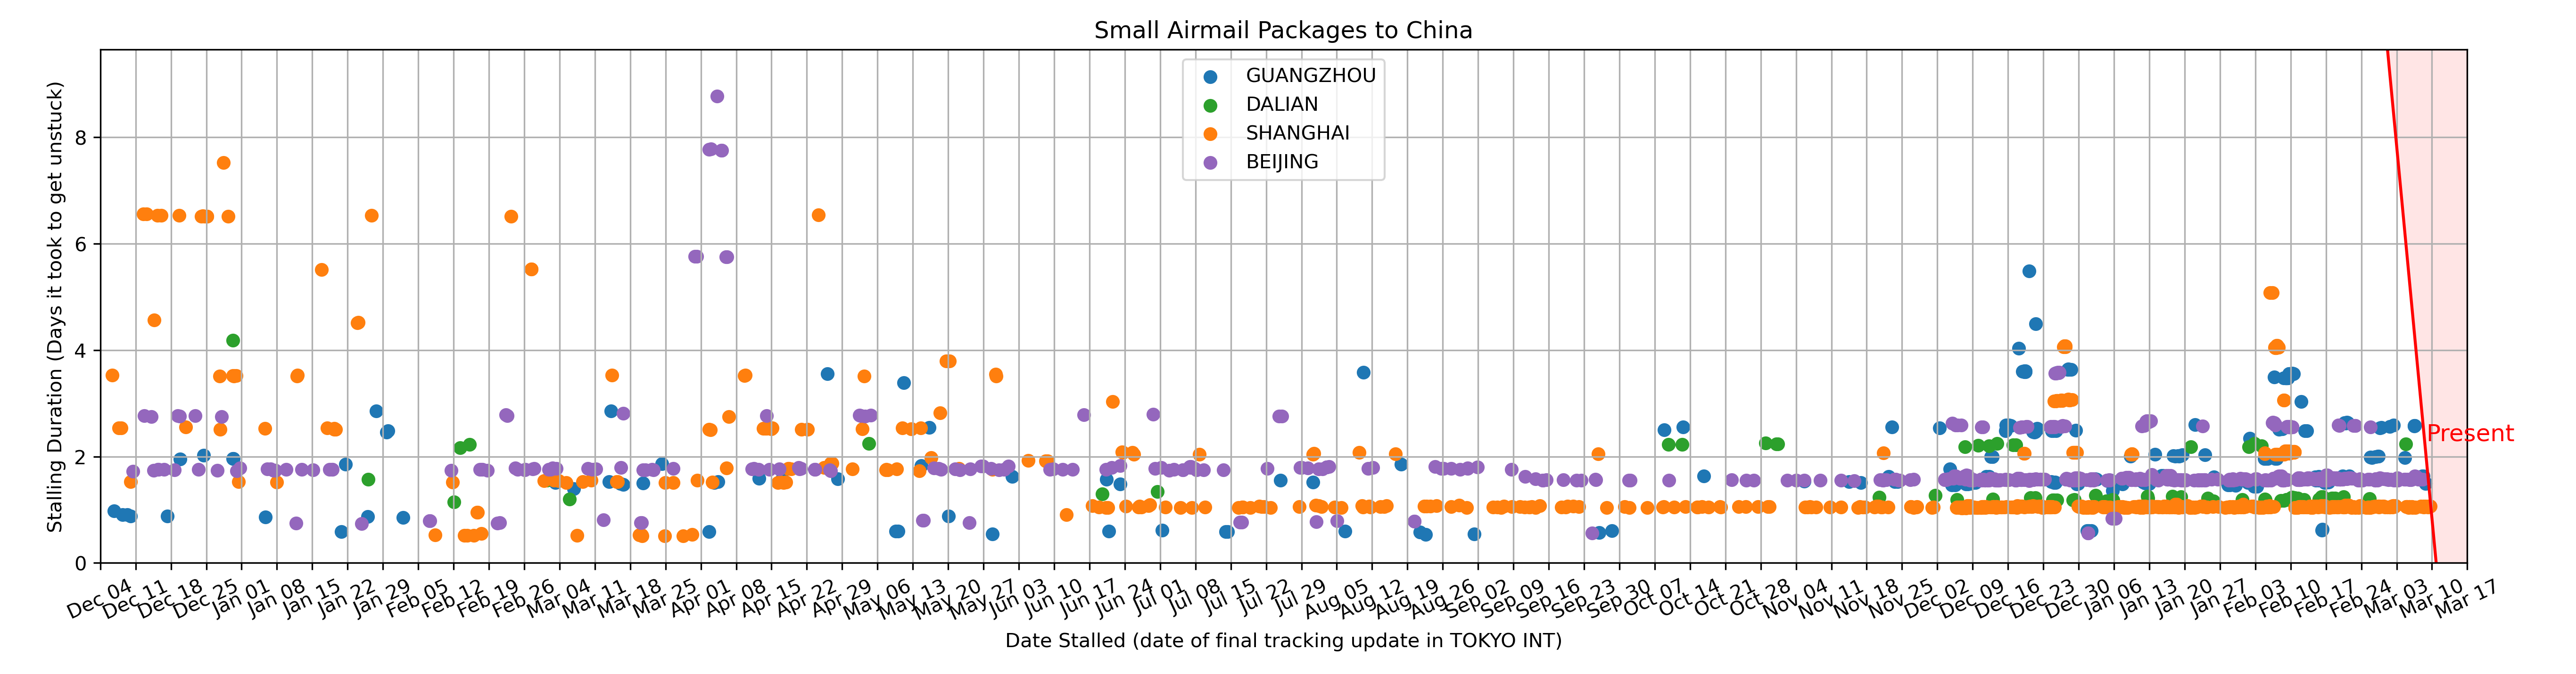 Small Airmail Packages to China
GUANGZHOU
DALIAN
SHANGHAI
BEIJING
Stalling Duration (Days it took to get unstuck)
8
6
4
2
0
Present
Dec 04 Dec 11 Dec 18 Dec 25 Jan 01 Jan 08 Jan 15 Jan 22 Jan 29 Feb 05 Feb 12 Feb 19 Feb 26 Mar 04 Mar 11 Mar 18 Mar 25 Apr 01 Apr 08 Apr 15 Apr 22 Apr 29 May 06 May 13 May 20 May 27 Jun 03 Jun 10 Jun 17 Jun 24 Jul 01 Jul 08 Jul 15 Jul 22 Jul 29 Aug 05 Aug 12 Aug 19 Aug 26 Sep 02 Sep 09 Sep 16 Sep 23 Sep 30 Oct 07 Oct 14 Oct 21 Oct 28 Nov 04 Nov 11 Nov 18 Nov 25 Dec 02 Dec 09 Dec 16 Dec 23 Dec 30 Jan 06 Jan 13 Jan 20 Jan 27 Feb 03 Feb 10 Feb 17 Feb 24 Mar 03 Mar 10 Mar 17
Date Stalled (date of final tracking update in TOKYO INT)